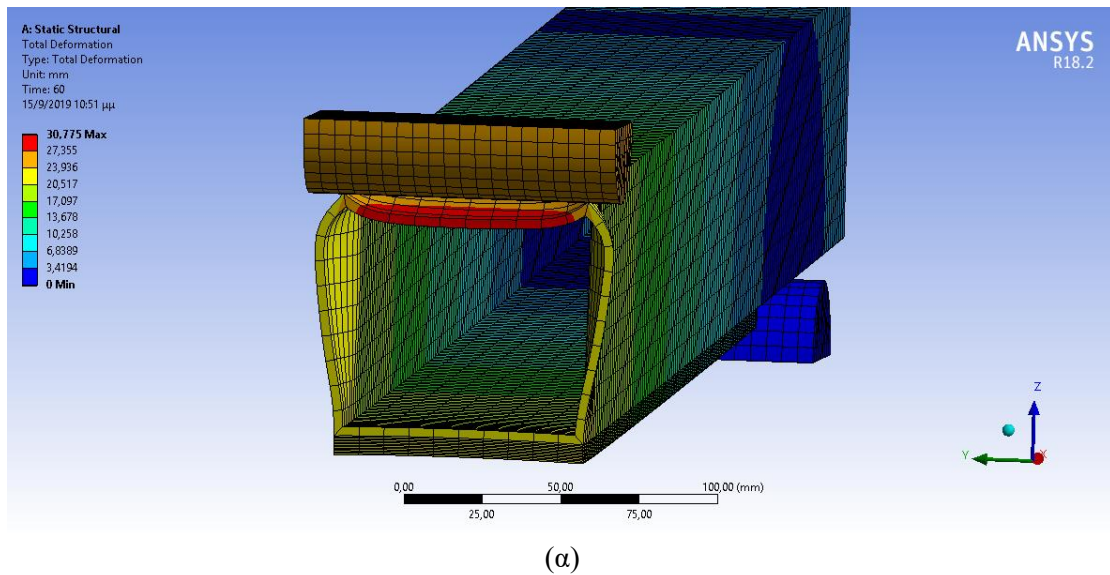 A: Static Structural
Total Deformation
Type: Total Deformation
Unit: mm
Time: 60
15/9/2019 10:51 μμ
30,775 Max
27,355
23,936
20,517
17,097
13,678
10,258
6,8389
3,4194
0 Min
ANSYS
R18.2
Z
Y
X
0,00 50,00 100,00 (mm)
25,00 75,00
(α)